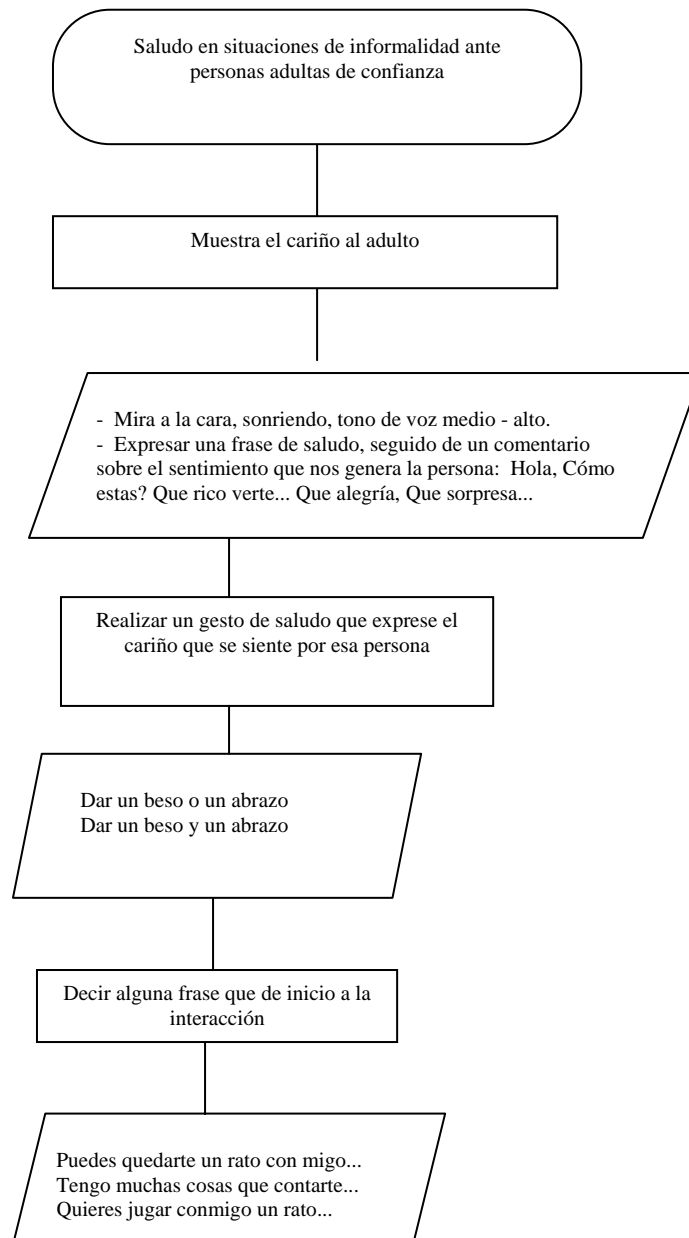 Saludo en situaciones de informalidad ante
personas adultas de confianza
Muestra el cariño al adulto
- Mira a la cara, sonriendo, tono de voz medio - alto.
- Expresar una frase de saludo, seguido de un comentario
sobre el sentimiento que nos genera la persona: Hola, Cómo
estas? Que rico verte... Que alegría, Que sorpresa...
Realizar un gesto de saludo que exprese el
cariño que se siente por esa persona
Dar un beso o un abrazo
Dar un beso y un abrazo
Decir alguna frase que de inicio a la
interacción
Puedes quedarte un rato con migo...
Tengo muchas cosas que contarte...
Quieres jugar conmigo un rato...